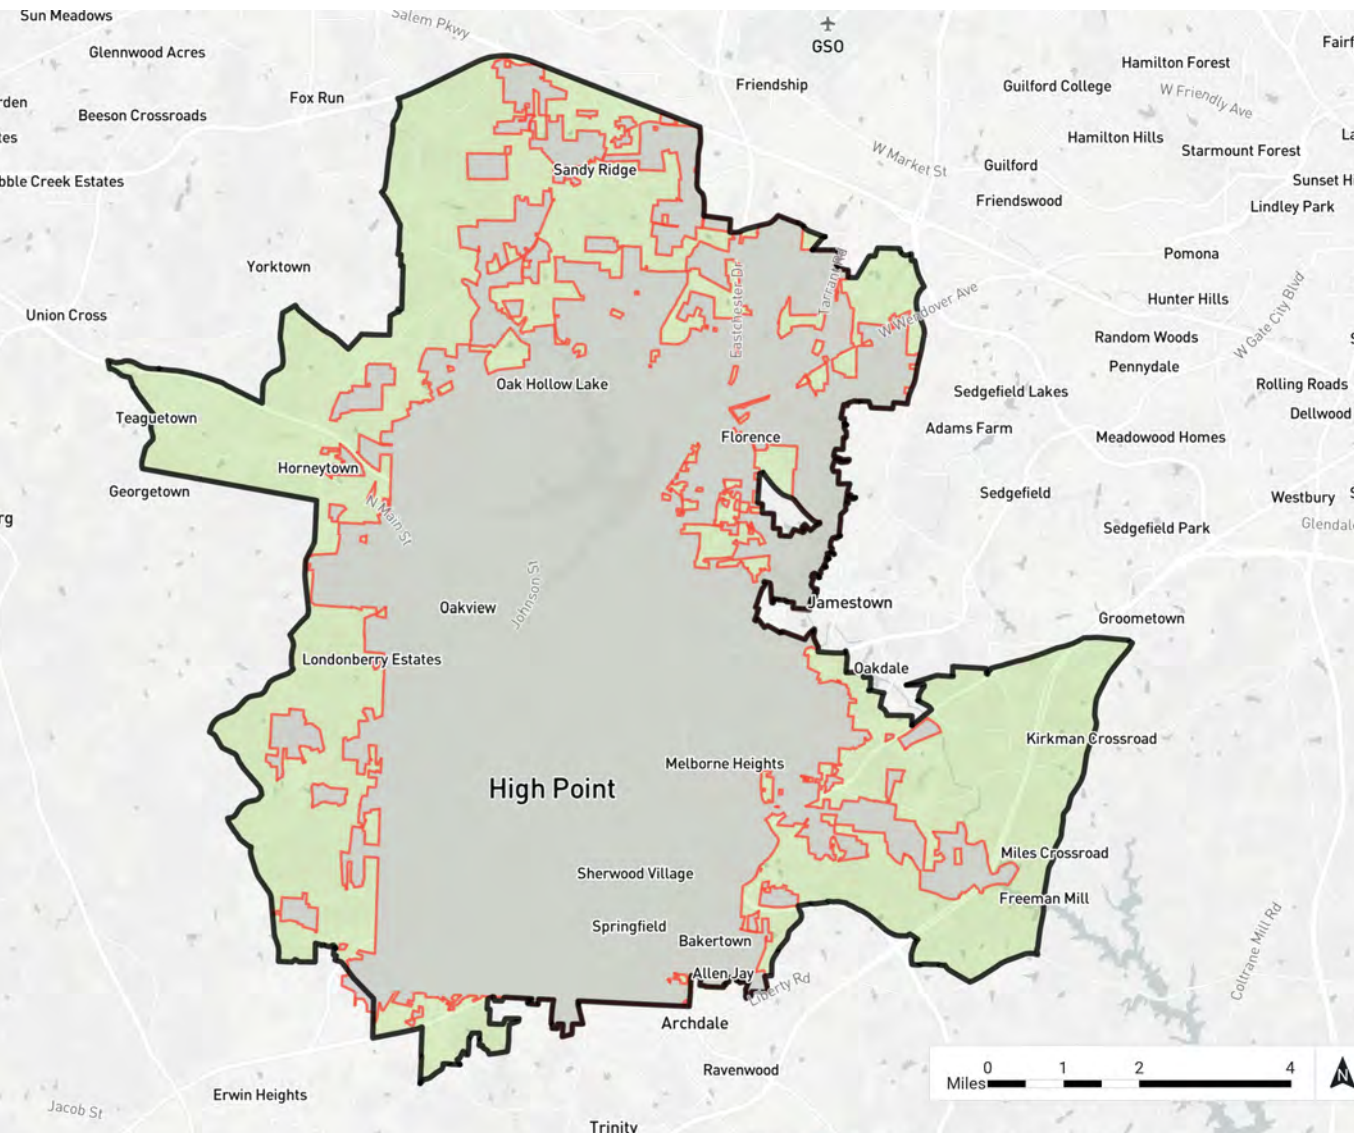 Sun Meadows
Salem Pkwy
GSO
Fairf
Glennwood Acres
Hamilton Forest
Friendship
Guilford College
W Friendly Ave
Fox Run
rden
Beeson Crossroads
tes
Hamilton Hills
La
Starmount Forest
W Market St
Guilford
Sandy Ridge
bble Creek Estates
Sunset Hi
Friendswood
Lindley Park
Pomona
Yorktown
Eastchester Dr
Tarrant Rd
W Wendover Ave
Hunter Hills
W Gate City Blvd
Union Cross
Random Woods
S
Pennydale
Oak Hollow Lake
Sedgefield Lakes
Rolling Roads
Teaguetown
Dellwood
Adams Farm
Florence
Meadowood Homes
Horneytown
Georgetown
Sedgefield
Westbury
S
N Main St
rg
Sedgefield Park
Glendale
Johnson St
Oakview
Jamestown
Groometown
Londonberry Estates
Oakdale
Kirkman Crossroad
Melborne Heights
High Point
Miles Crossroad
Sherwood Village
Freeman Mill
Springfield
Bakertown
Coltrane Mill Rd
Allen Jay
Liberty Rd
Archdale
Ravenwood
0 1 2 4
Miles
N
Erwin Heights
Jacob St
Trinity